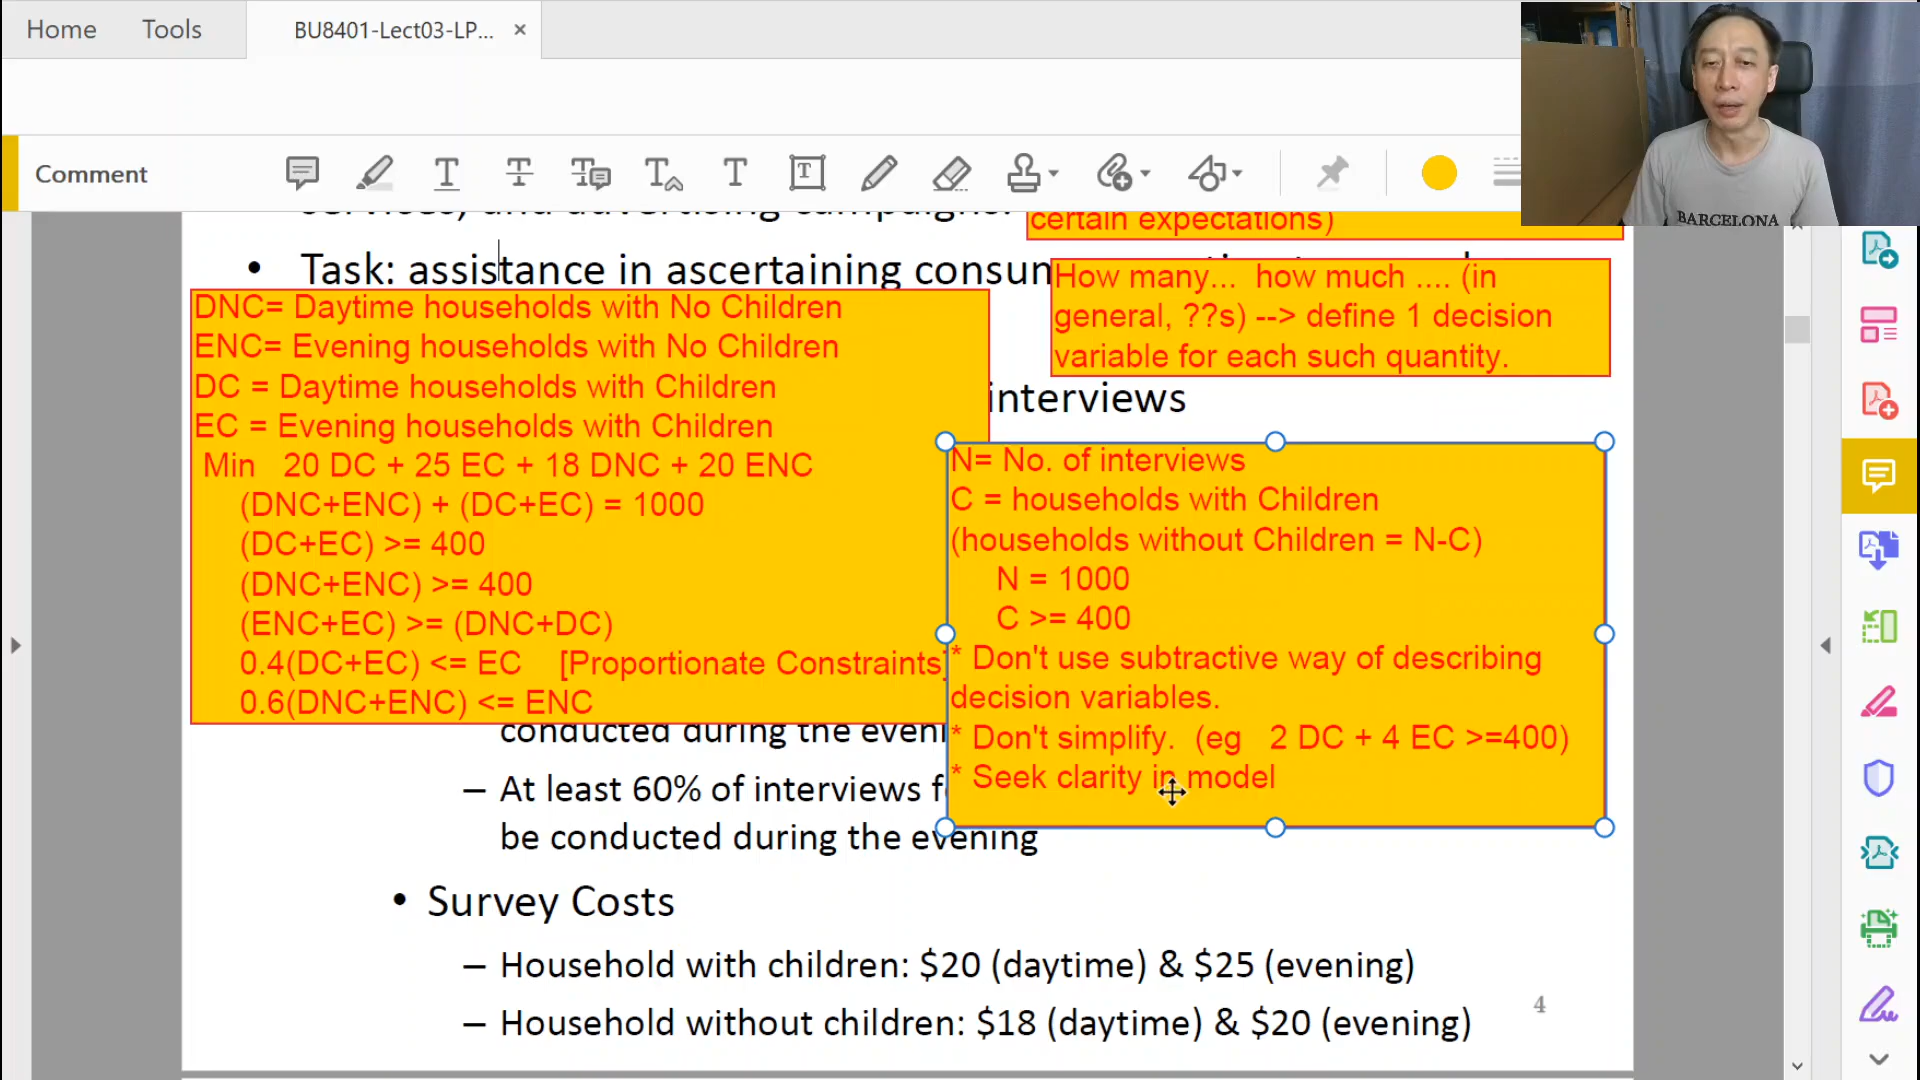 Home
Tools
BU8401-Lect03-LP... ×
BARCELONA
Comment
certain expectations)
Task: assistance in ascertaining
How many... how much .... (in
general, ??s) --> define 1 decision
variable for each such quantity.
DNC= Daytime households with No Children
ENC= Evening households with No Children
DC = Daytime households with Children
EC = Evening households with Children
Min 20 DC + 25 EC + 18 DNC + 20 ENC
(DNC+ENC) + (DC+EC) = 1000
(DC+EC) >= 400
(DNC+ENC) >= 400
(ENC+EC) >= (DNC+DC)
0.4(DC+EC) <= EC [Proportionate Constraints]
0.6(DNC+ENC) <= ENC
interviews
N= No. of interviews
C = households with Children
(households without Children = N-C)
N = 1000
C >= 400
* Don't use subtractive way of describing
decision variables.
* Don't simplify. (eg 2 DC + 4 EC >=400)
* Seek clarity in model
conducted during the
– At least 60% of interviews
be conducted during the evening
• Survey Costs
– Household with children: $20 (daytime) & $25 (evening)
– Household without children: $18 (daytime) & $20 (evening)
4